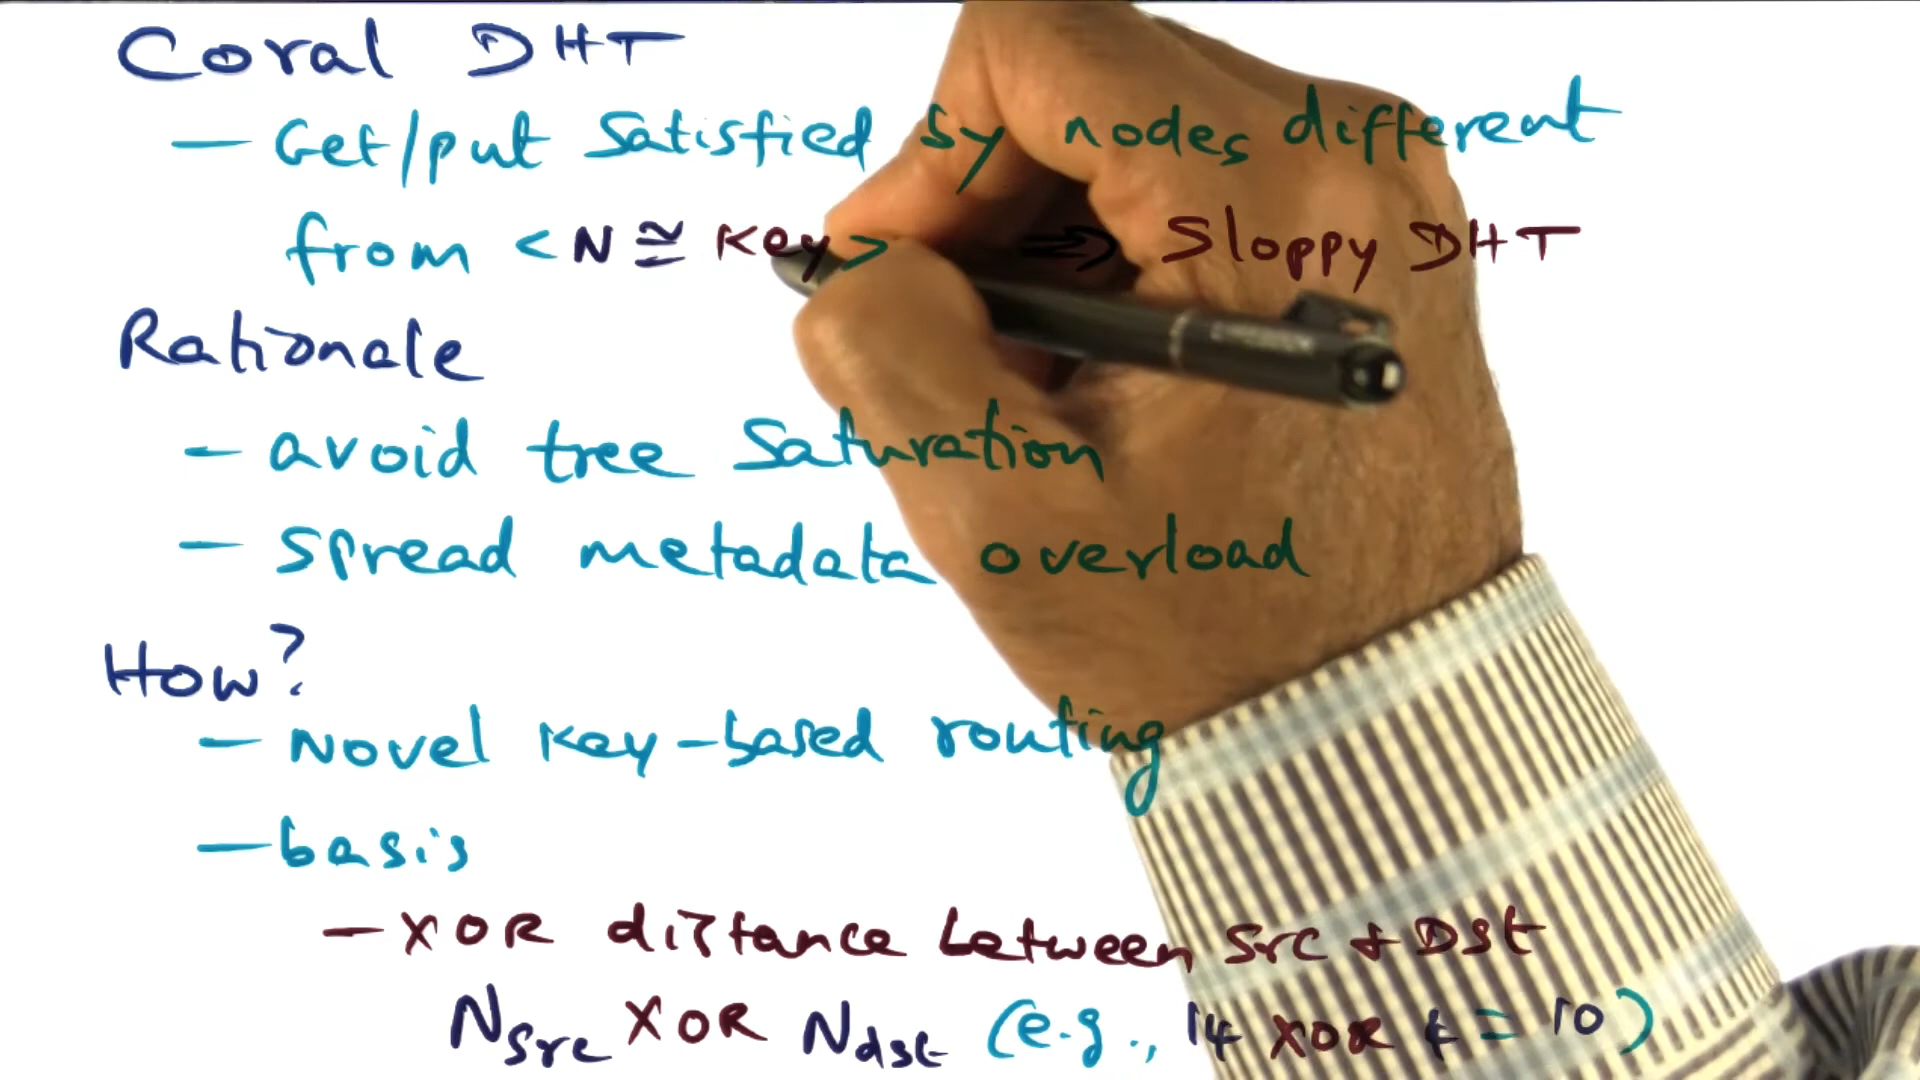 Coral DHT
- Get/put satisfied by nodes different
from <N ≅ Key> ⇒ Sloppy DHT
Rationale
- avoid tree saturation
- spread metadata overload
How?
- Novel key-based routing
- basis
- XOR distance between Src & Dst
Nsrc XOR Ndst (e.g., 14 XOR 4 = 10)